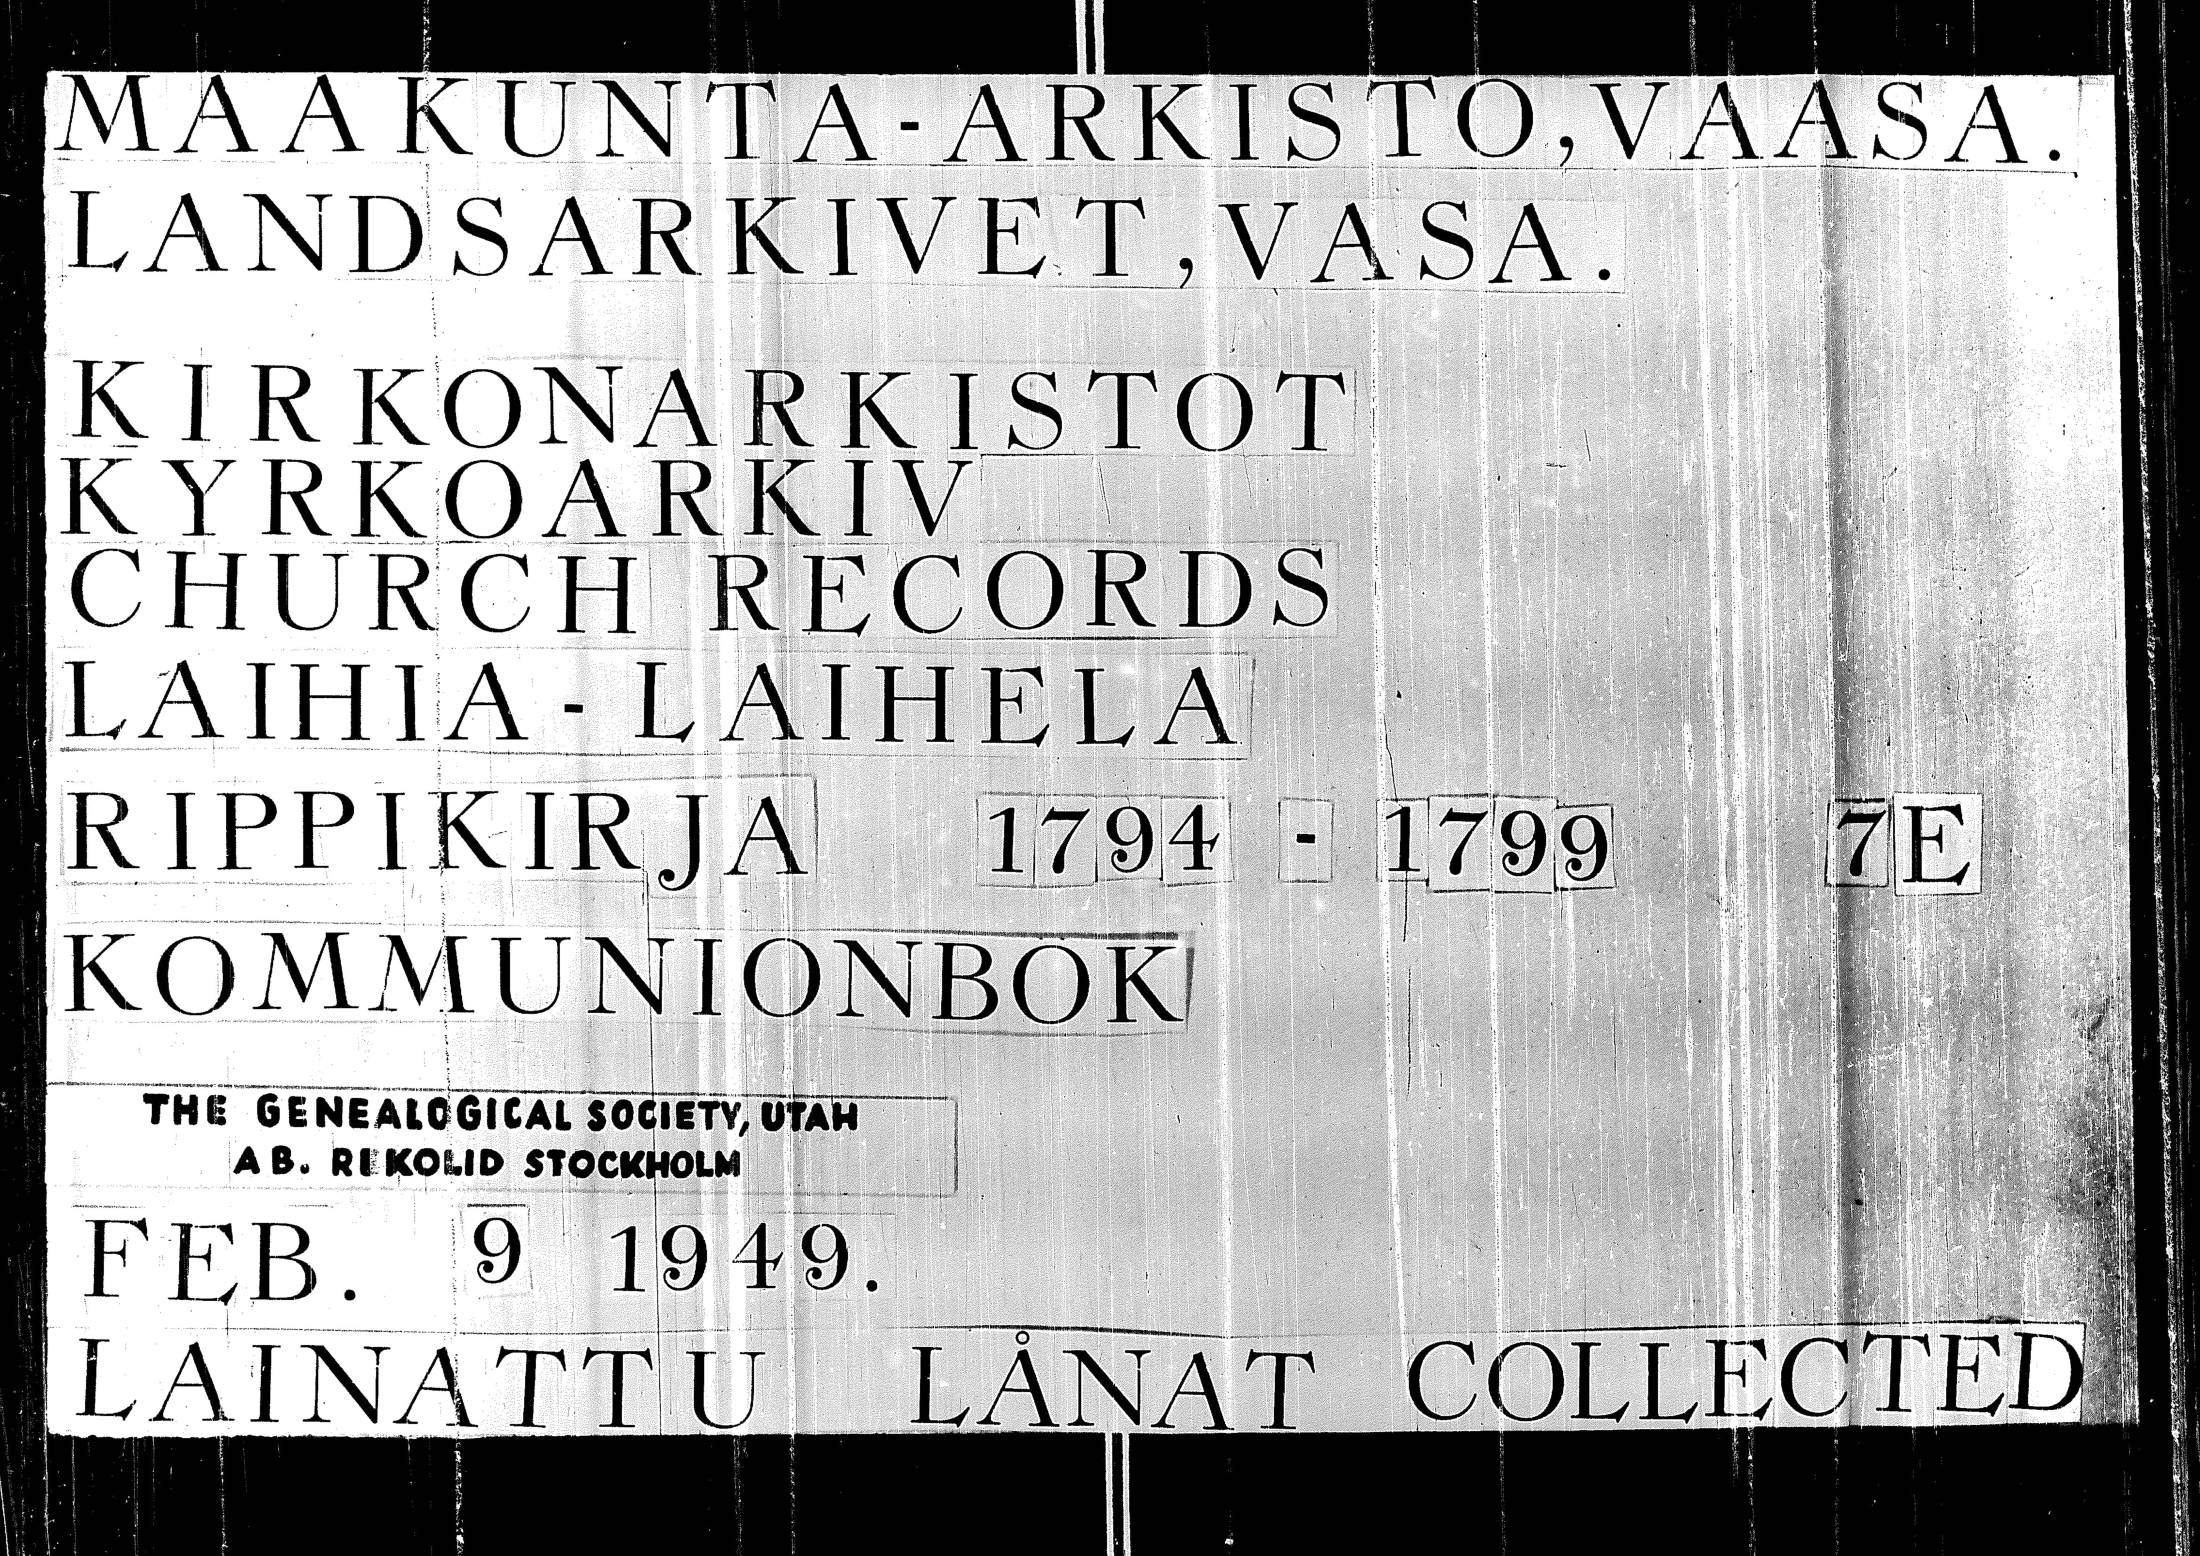 MAAKUNTA-ARKISTO, VAASA.
LANDSARKIVET, VASA.
KIRKONARKISTOT
KYRKOARKIV
CHURCH RECORDS
LAIHIA - LAIHELA
RIPPIKIRJA 1794 - 1799 7E
KOMMUNIONBOK
THE GENEALOGICAL SOCIETY, UTAH
AB. REKOLID STOCKHOLM
FEB. 9 1949.
LAINATTU LÅNAT COLLECTED